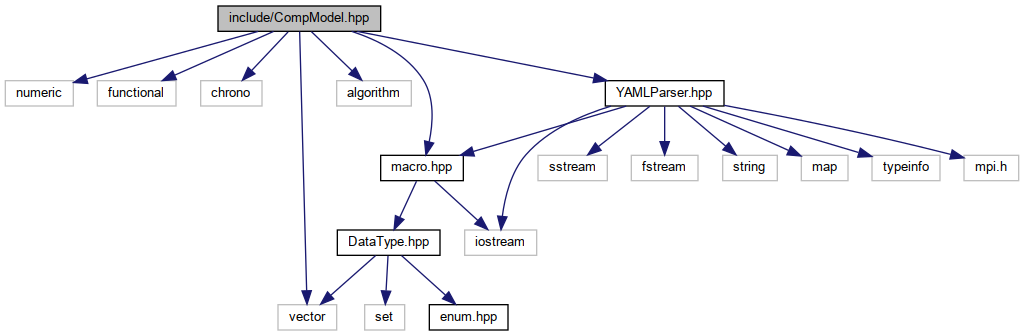 include/CompModel.hpp
numeric
functional
chrono
algorithm
YAMLParser.hpp
macro.hpp
sstream
fstream
string
map
typeinfo
mpi.h
DataType.hpp
iostream
vector
set
enum.hpp